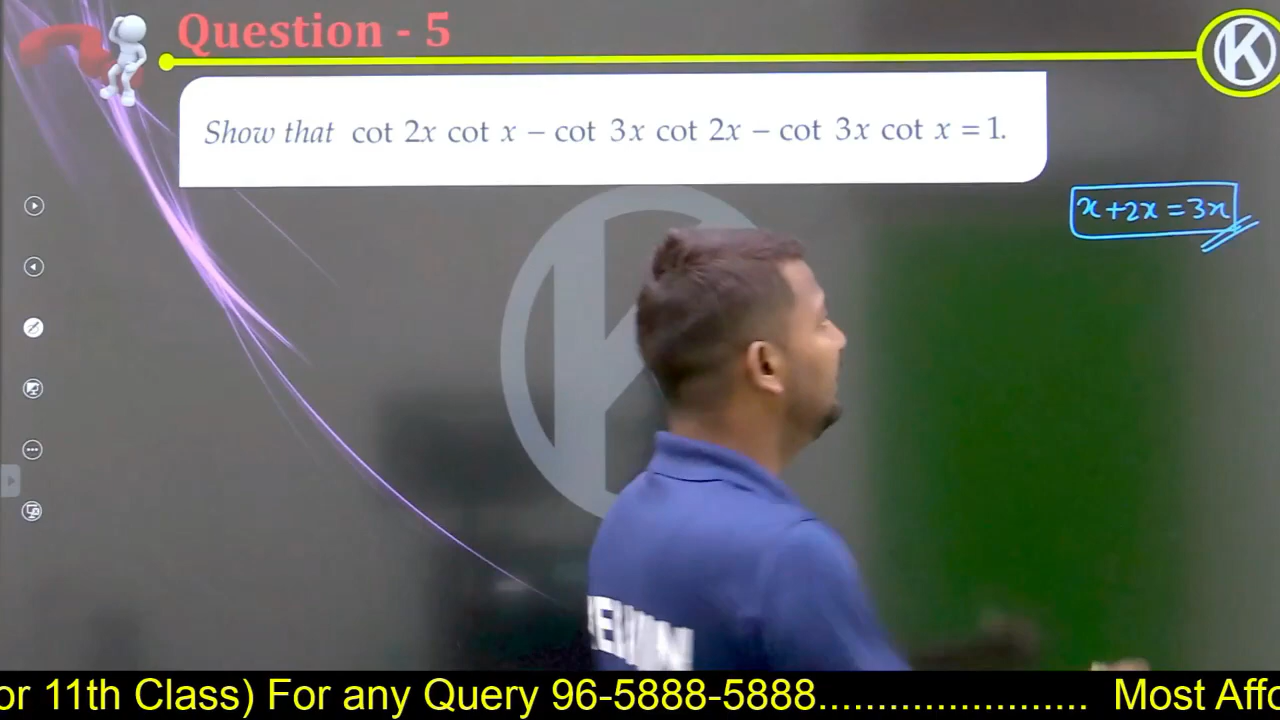 Question - 5
K
Show that cot 2x cot x – cot 3x cot 2x – cot 3x cot x = 1.
x + 2x = 3x
or 11th Class) For any Query 96-5888-5888...................... Most Affo